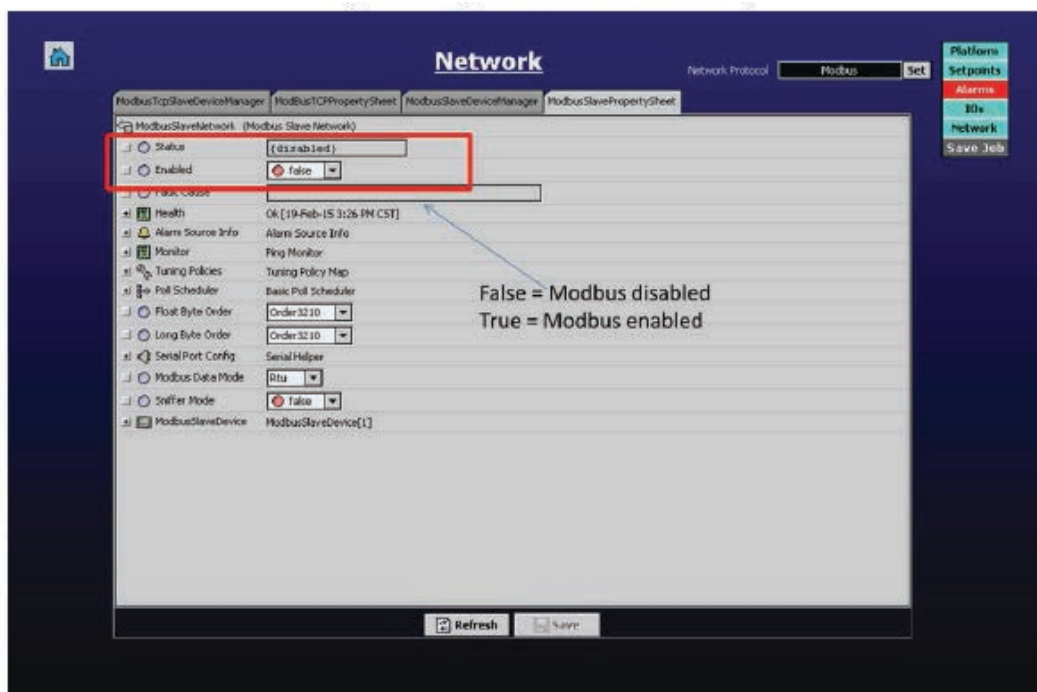 Network
Network Protocol Modbus Set
Platform
Setpoints
Alarms
IOs
Network
Save Job
ModbusTcpSlaveDeviceManager ModBusTCPPropertySheet ModbusSlaveDeviceManager ModbusSlavePropertySheet
ModbusSlaveNetwork (Modbus Slave Network)
Status {disabled}
Enabled false
Fault Cause
Health Ok [19-Feb-15 3:26 PM CST]
Alarm Source Info Alarm Source Info
Monitor Ping Monitor
Tuning Policies Tuning Policy Map
Poll Scheduler Basic Poll Scheduler
Float Byte Order Order3210
Long Byte Order Order3210
Serial Port Config Serial Helper
Modbus Data Mode Rtu
Sniffer Mode false
ModbusSlaveDevice ModbusSlaveDevice[1]
False = Modbus disabled
True = Modbus enabled
Refresh Save